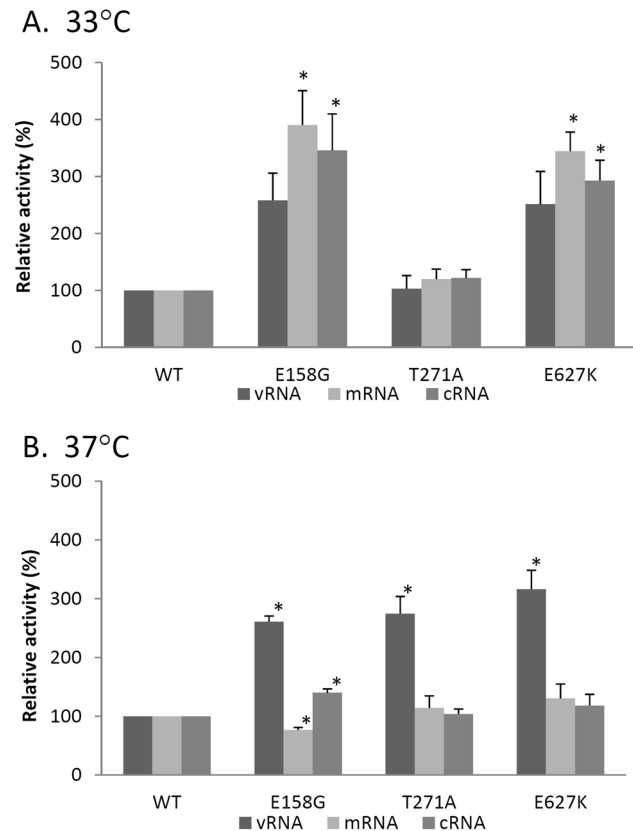 A. 33°C
500
400
300
200
100
0
Relative activity (%)
* * * *
WT E158G T271A E627K
vRNA mRNA cRNA
B. 37°C
500
400
300
200
100
0
Relative activity (%)
* * * * *
WT E158G T271A E627K
vRNA mRNA cRNA